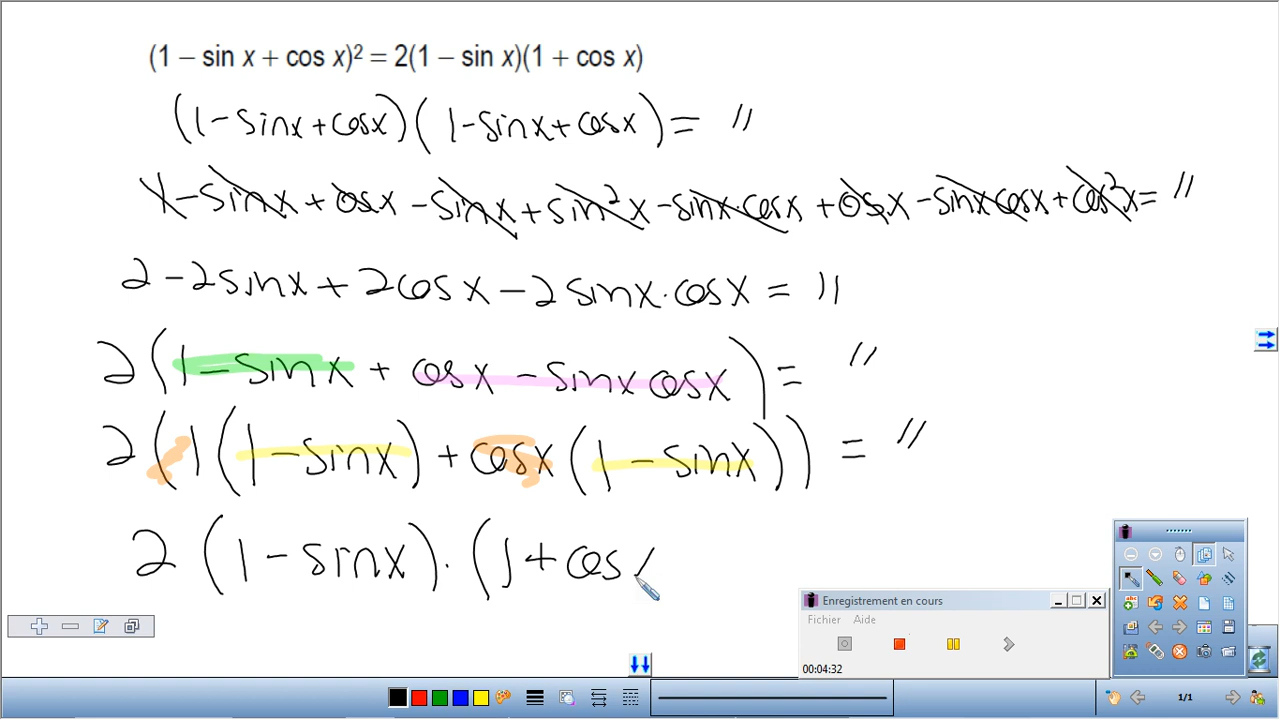 (1 – sin x + cos x)² = 2(1 – sin x)(1 + cos x)
(1-sinx+cosx)(1-sinx+cosx)= "
1-sinx+cosx-sinx+sin²x-sinx·cosx+cosx-sinxcosx+cos²x= "
2-2sinx+2cosx-2sinx·cosx = "
2(1-sinx + cosx - sinxcosx) = "
2(1(1-sinx) + cosx(1-sinx)) = "
2(1-sinx)·(1+cos
Enregistrement en cours
Fichier Aide
00:04:32
1/1